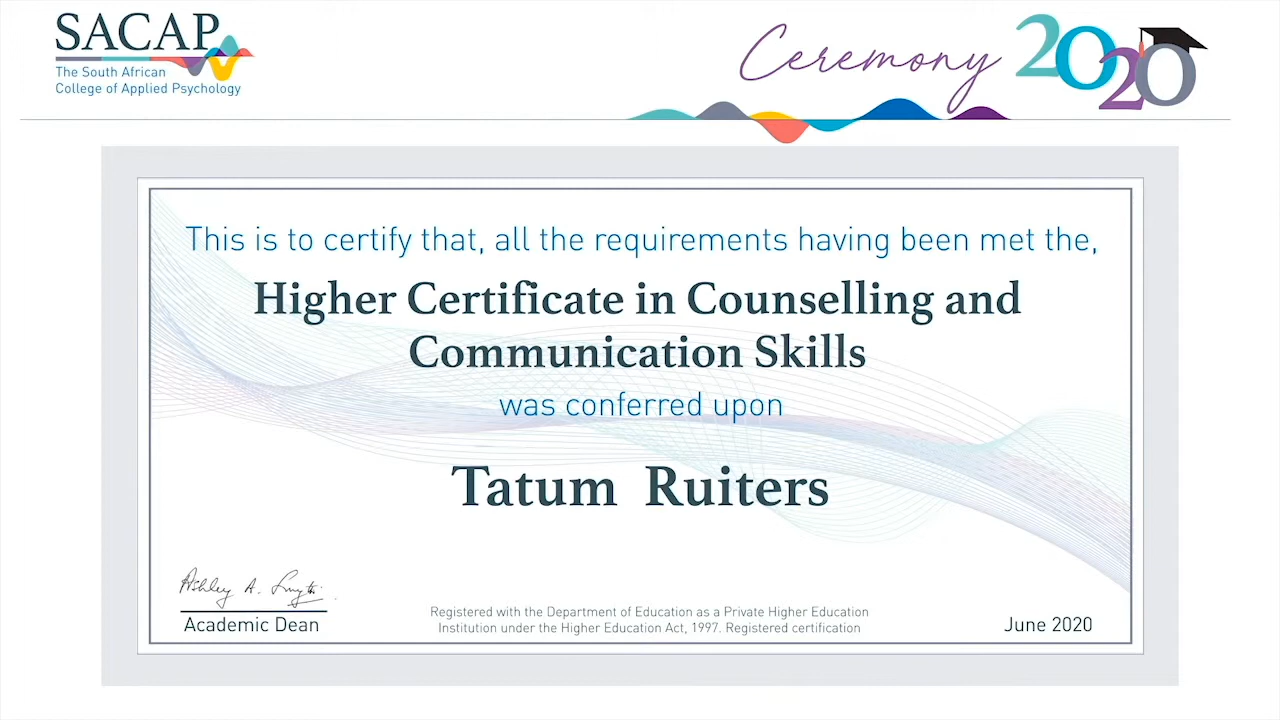 SACAP
The South African
College of Applied Psychology
Ceremony 2020
This is to certify that, all the requirements having been met the,
Higher Certificate in Counselling and
Communication Skills
was conferred upon
Tatum Ruiters
Ashley A. Smyth
Academic Dean
Registered with the Department of Education as a Private Higher Education
Institution under the Higher Education Act, 1997. Registered certification
June 2020